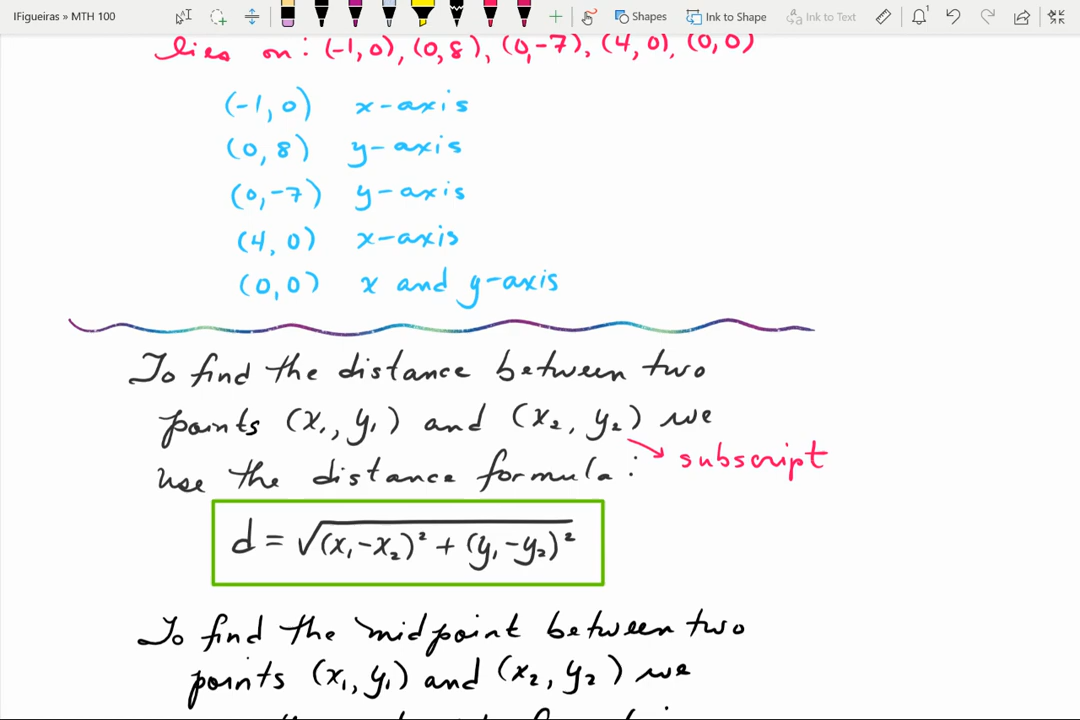 IFigueiras » MTH 100
Shapes
Ink to Shape
Ink to Text
lies on: (-1, 0), (0, 8), (0, -7), (4, 0), (0, 0)
(-1, 0) x-axis
(0, 8) y-axis
(0, -7) y-axis
(4, 0) x-axis
(0, 0) x and y-axis
To find the distance between two
points (x₁, y₁) and (x₂, y₂) we
subscript
use the distance formula:
d = √(x₁-x₂)² + (y₁-y₂)²
To find the midpoint between two
points (x₁, y₁) and (x₂, y₂) we